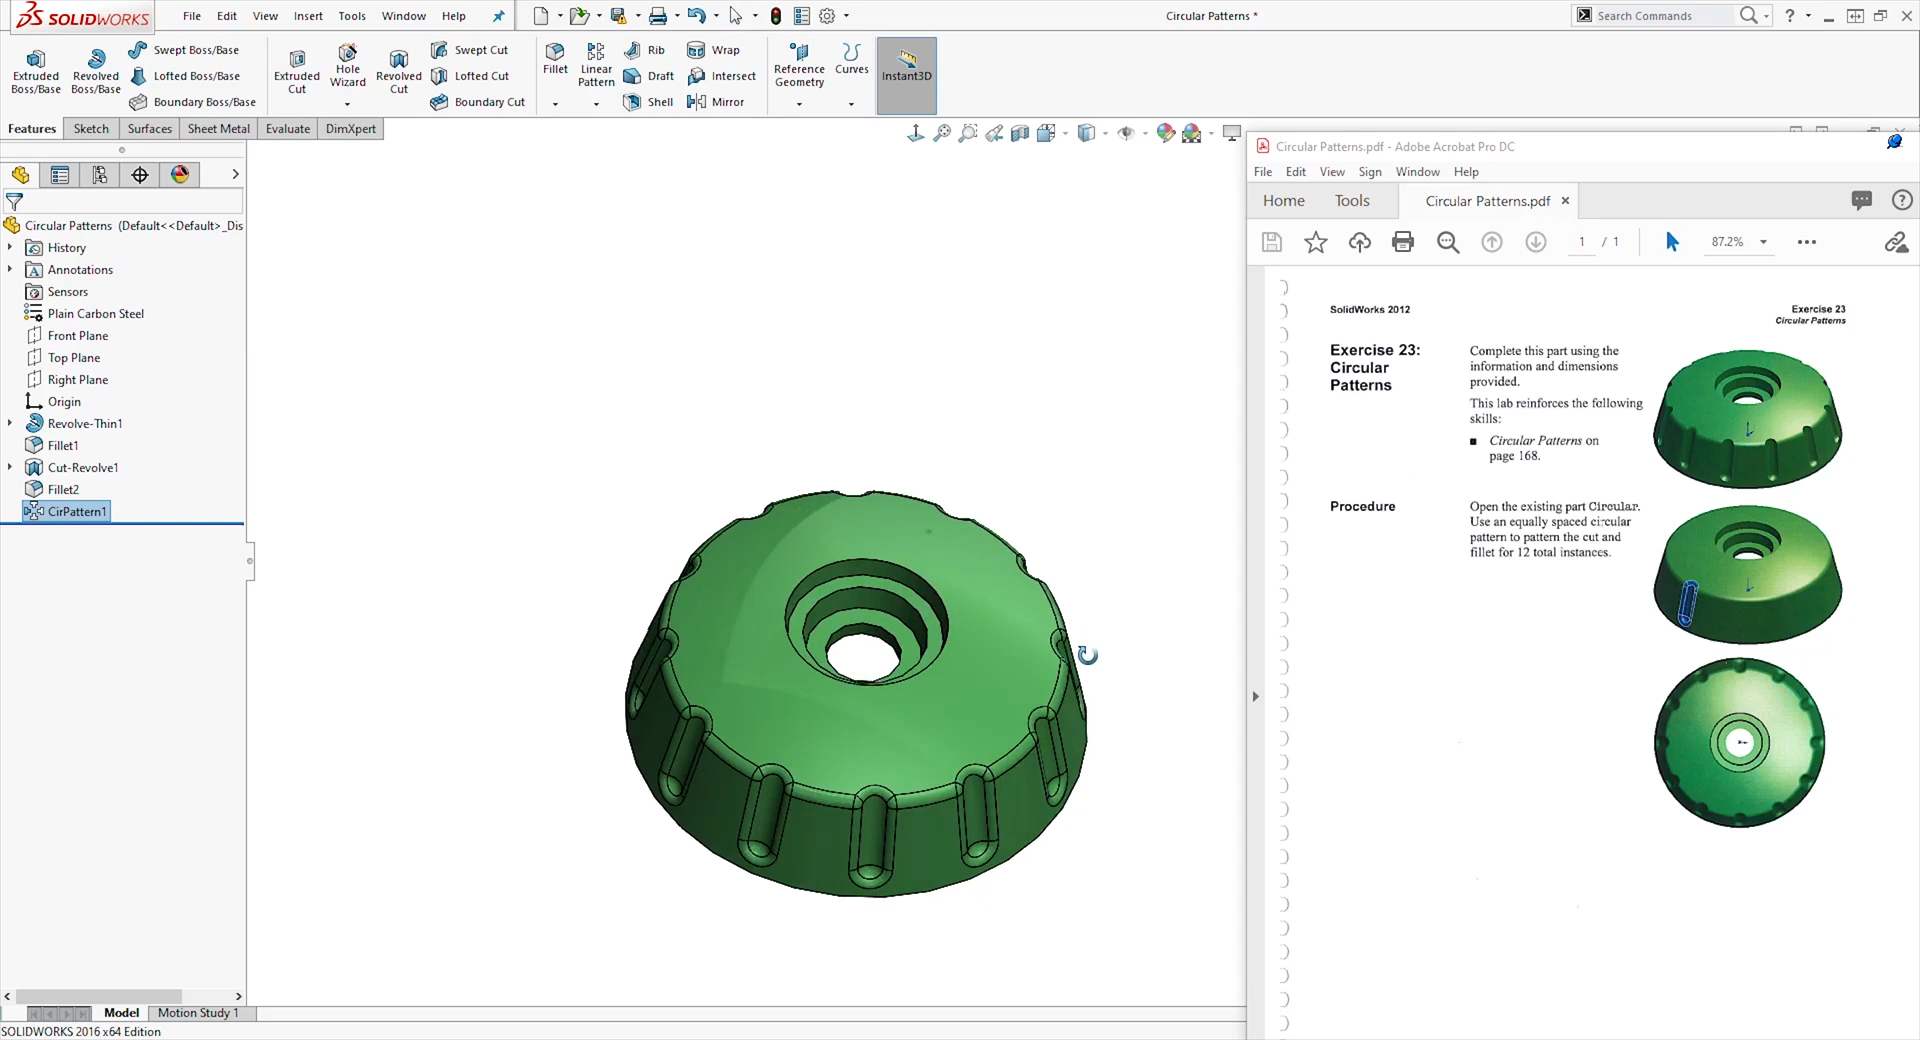 SOLIDWORKS
File Edit View Insert Tools Window Help
Circular Patterns *
Search Commands
Extruded Boss/Base
Revolved Boss/Base
Swept Boss/Base
Lofted Boss/Base
Boundary Boss/Base
Extruded Cut
Hole Wizard
Revolved Cut
Swept Cut
Lofted Cut
Boundary Cut
Fillet
Linear Pattern
Rib
Draft
Shell
Wrap
Intersect
Mirror
Reference Geometry
Curves
Instant3D
Features Sketch Surfaces Sheet Metal Evaluate DimXpert
Circular Patterns (Default<<Default>_Dis
History
Annotations
Sensors
Plain Carbon Steel
Front Plane
Top Plane
Right Plane
Origin
Revolve-Thin1
Fillet1
Cut-Revolve1
Fillet2
CirPattern1
Model Motion Study 1
SOLIDWORKS 2016 x64 Edition
Circular Patterns.pdf - Adobe Acrobat Pro DC
File Edit View Sign Window Help
Home Tools Circular Patterns.pdf ×
1 / 1 87.2%
SolidWorks 2012
Exercise 23
Circular Patterns
Exercise 23:
Circular
Patterns
Complete this part using the
information and dimensions
provided.
This lab reinforces the following
skills:
■ Circular Patterns on
page 168.
Procedure
Open the existing part Circular.
Use an equally spaced circular
pattern to pattern the cut and
fillet for 12 total instances.